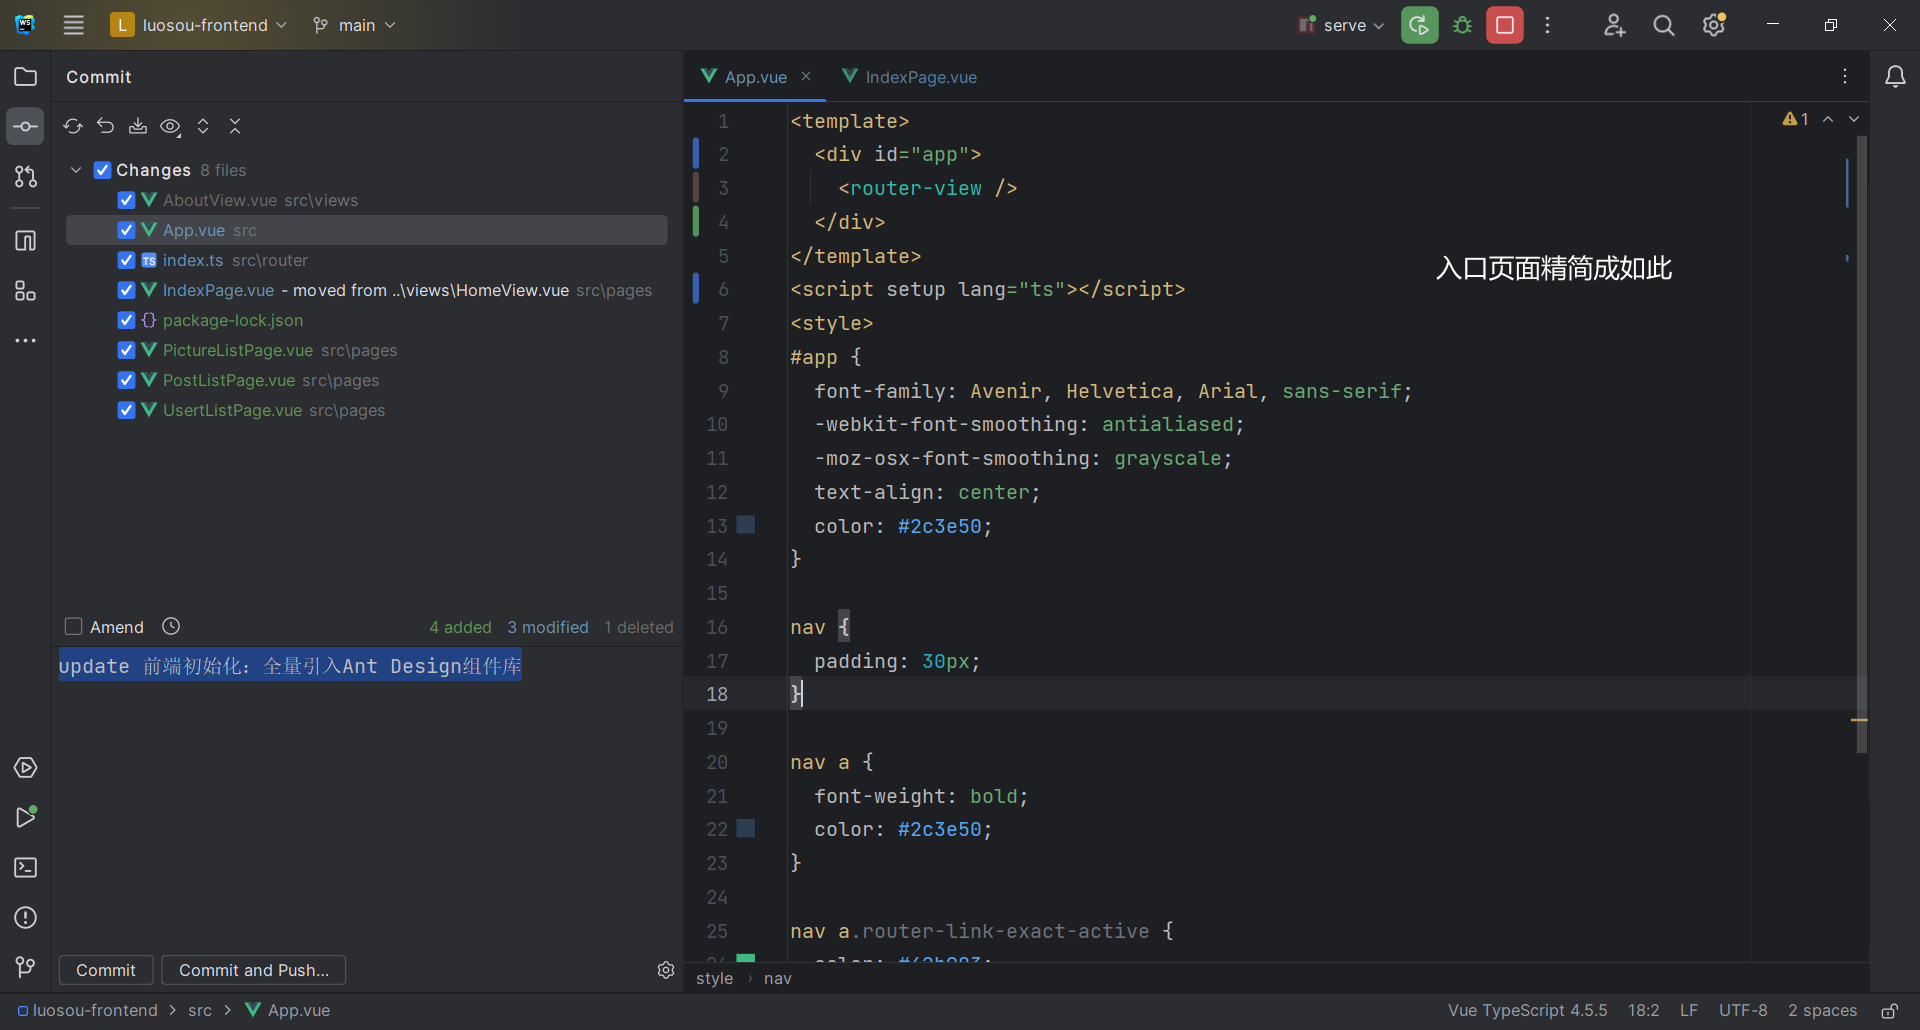 L luosou-frontend main serve
Commit
App.vue IndexPage.vue
Changes 8 files
AboutView.vue src\views
App.vue src
index.ts src\router
IndexPage.vue - moved from ..\views\HomeView.vue src\pages
package-lock.json
PictureListPage.vue src\pages
PostListPage.vue src\pages
UsertListPage.vue src\pages
Amend 4 added 3 modified 1 deleted
update 前端初始化：全量引入Ant Design组件库
Commit Commit and Push...
1 <template>
2 <div id="app">
3 <router-view />
4 </div>
5 </template>
6 <script setup lang="ts"></script>
7 <style>
8 #app {
9 font-family: Avenir, Helvetica, Arial, sans-serif;
10 -webkit-font-smoothing: antialiased;
11 -moz-osx-font-smoothing: grayscale;
12 text-align: center;
13 color: #2c3e50;
14 }
15
16 nav {
17 padding: 30px;
18 }
19
20 nav a {
21 font-weight: bold;
22 color: #2c3e50;
23 }
24
25 nav a.router-link-exact-active {
1
入口页面精简成如此
style › nav
luosou-frontend > src > App.vue
Vue TypeScript 4.5.5 18:2 LF UTF-8 2 spaces